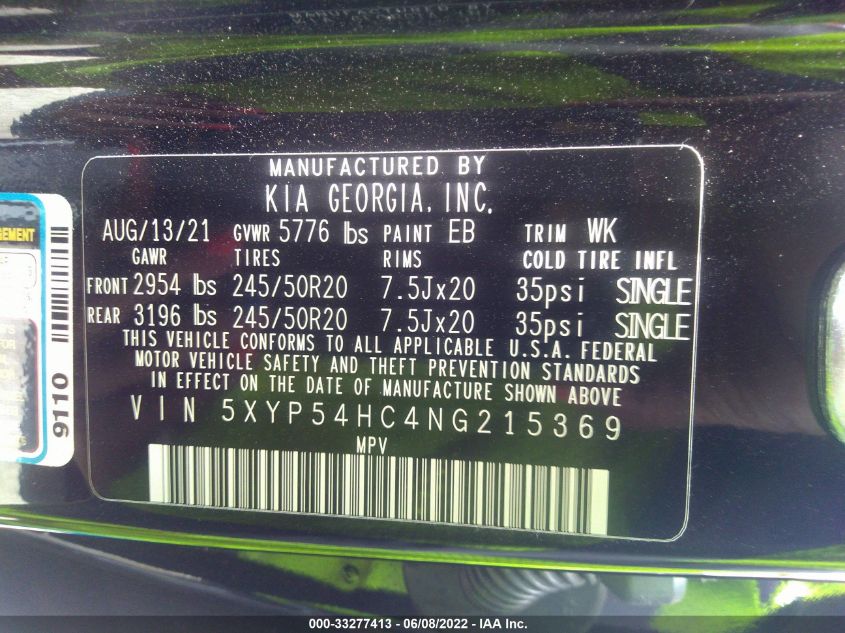 MANUFACTURED BY
KIA GEORGIA, INC.
AUG/13/21 GVWR 5776 lbs PAINT EB TRIM WK
GAWR TIRES RIMS COLD TIRE INFL
FRONT 2954 lbs 245/50R20 7.5Jx20 35psi SINGLE
REAR 3196 lbs 245/50R20 7.5Jx20 35psi SINGLE
THIS VEHICLE CONFORMS TO ALL APPLICABLE U.S.A. FEDERAL
MOTOR VEHICLE SAFETY AND THEFT PREVENTION STANDARDS
IN EFFECT ON THE DATE OF MANUFACTURE SHOWN ABOVE
VIN 5XYP54HC4NG215369
MPV
9110
000-33277413 - 06/08/2022 - IAA Inc.